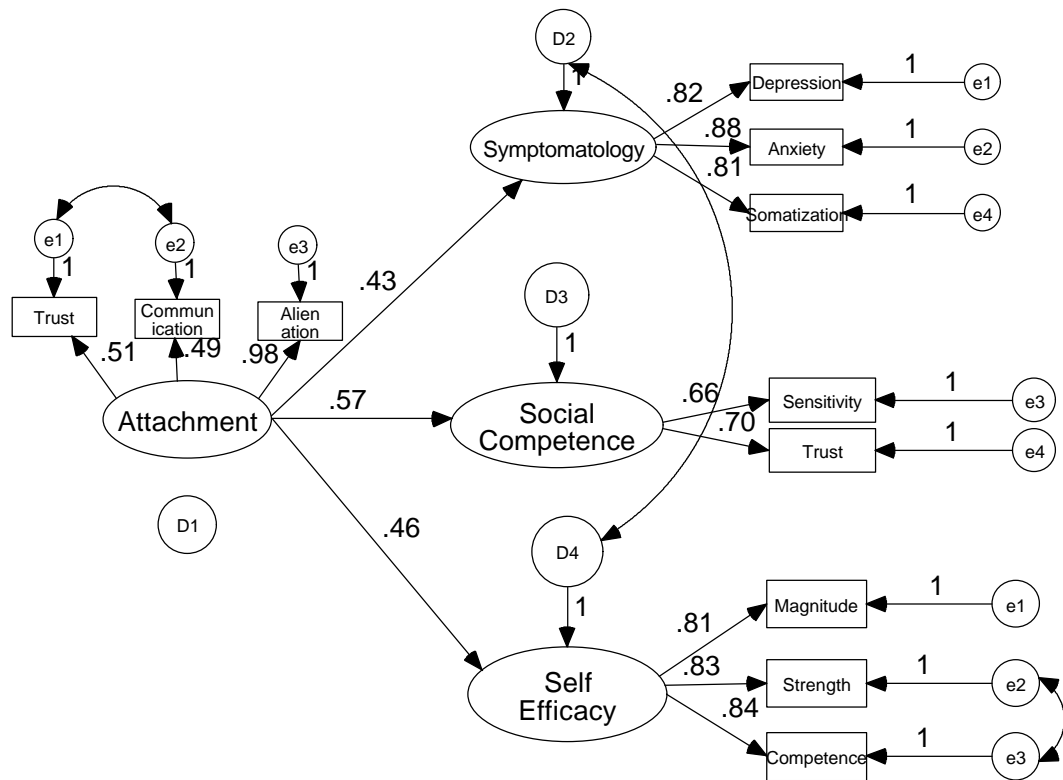 D2
1
Depression
1
e1
.82
Symptomatology
.88
Anxiety
1
e2
.81
Somatization
1
e4
e1
e2
e3
1
1
1
Trust
Commun
ication
Alien
ation
.43
D3
1
.51
.49
.98
Attachment
.57
Social
Competence
.66
Sensitivity
1
e3
.70
Trust
1
e4
D1
.46
D4
1
Magnitude
1
e1
.81
Self
Efficacy
.83
Strength
1
e2
.84
Competence
1
e3